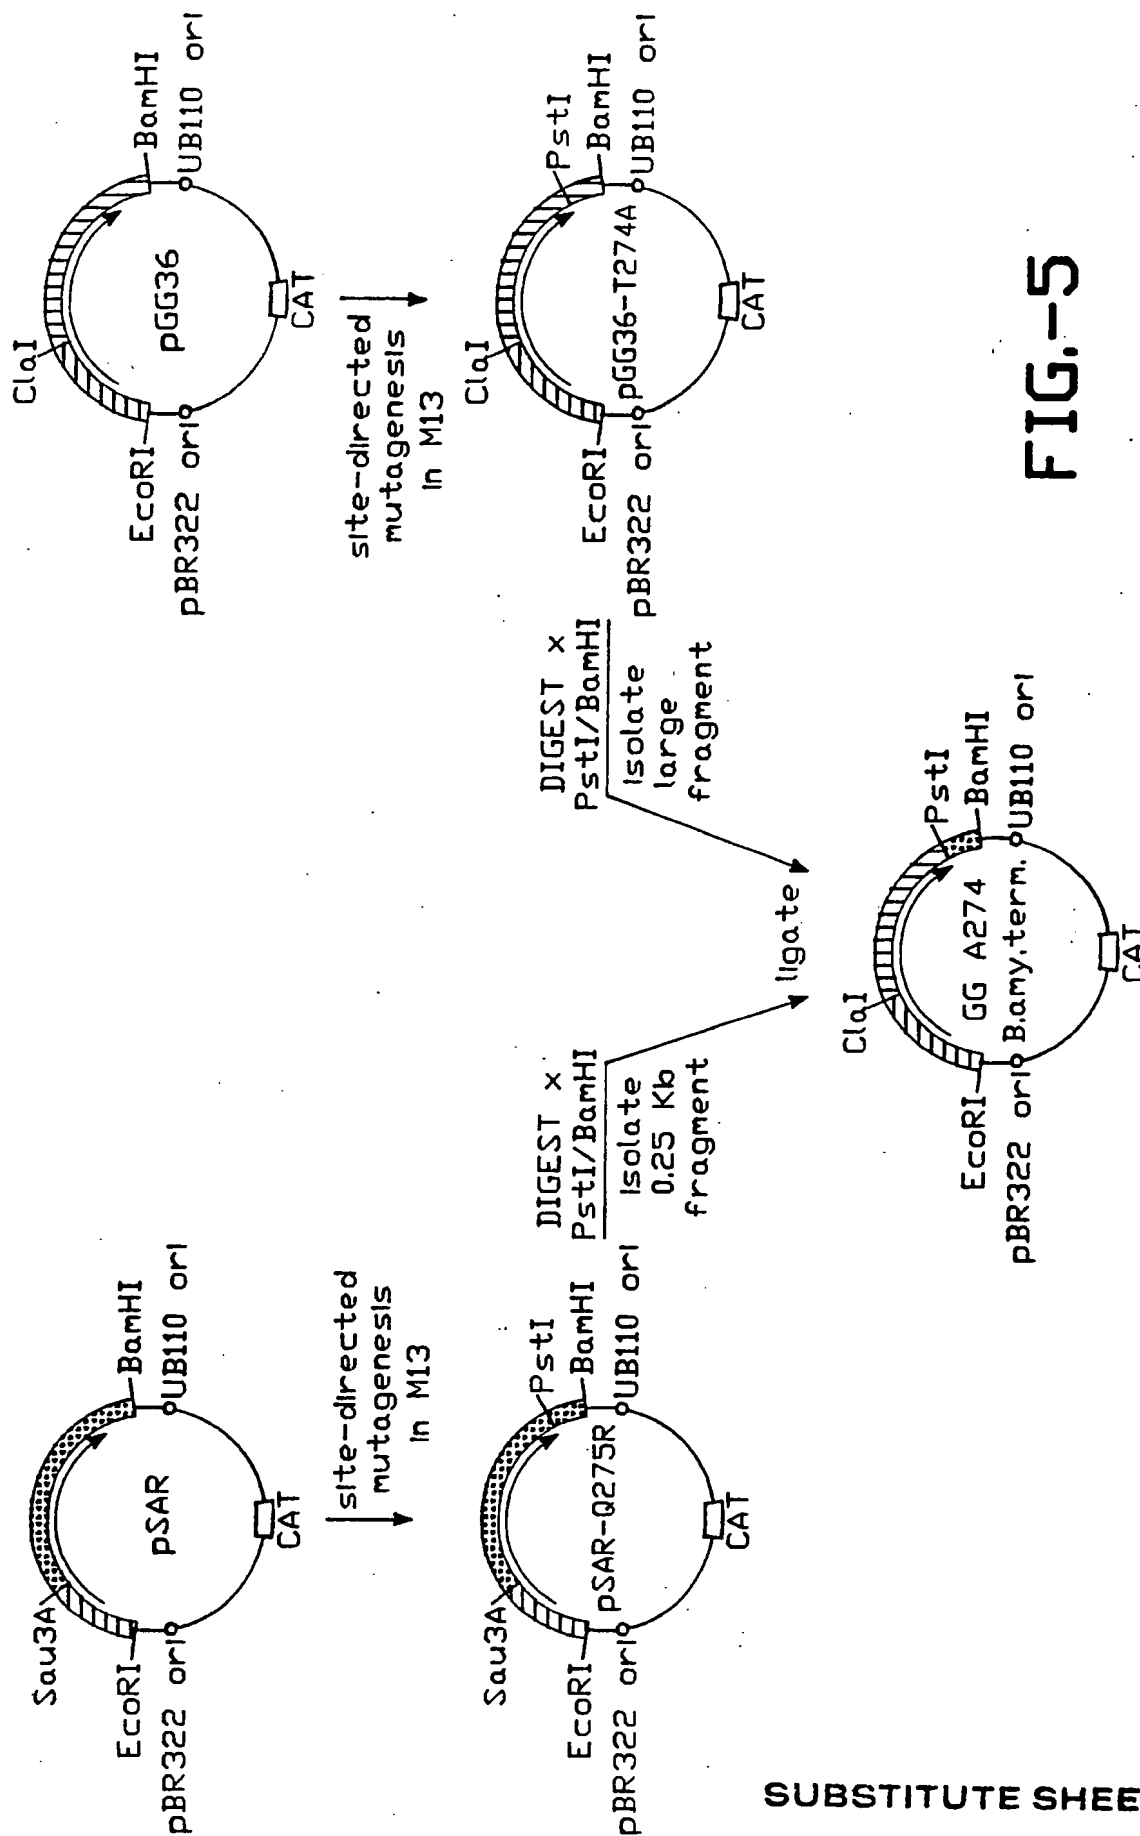 Sau3A
EcoRI
pBR322 ori
pSAR
BamHI
UB110 ori
CAT
ClaI
EcoRI
pBR322 ori
pGG36
BamHI
UB110 ori
CAT
site-directed
mutagenesis
in M13
site-directed
mutagenesis
in M13
Sau3A
EcoRI
pBR322 ori
pSAR-Q275R
PstI
BamHI
UB110 ori
CAT
DIGEST x
PstI/BamHI
Isolate
0.25 Kb
fragment
DIGEST x
PstI/BamHI
Isolate
large
fragment
ClaI
EcoRI
pBR322 ori
pGG36-T274A
PstI
BamHI
UB110 ori
CAT
ligate
ClaI
EcoRI
pBR322 ori
GG A274
B.amy.term.
PstI
BamHI
UB110 ori
CAT
FIG.-5
SUBSTITUTE SHEE